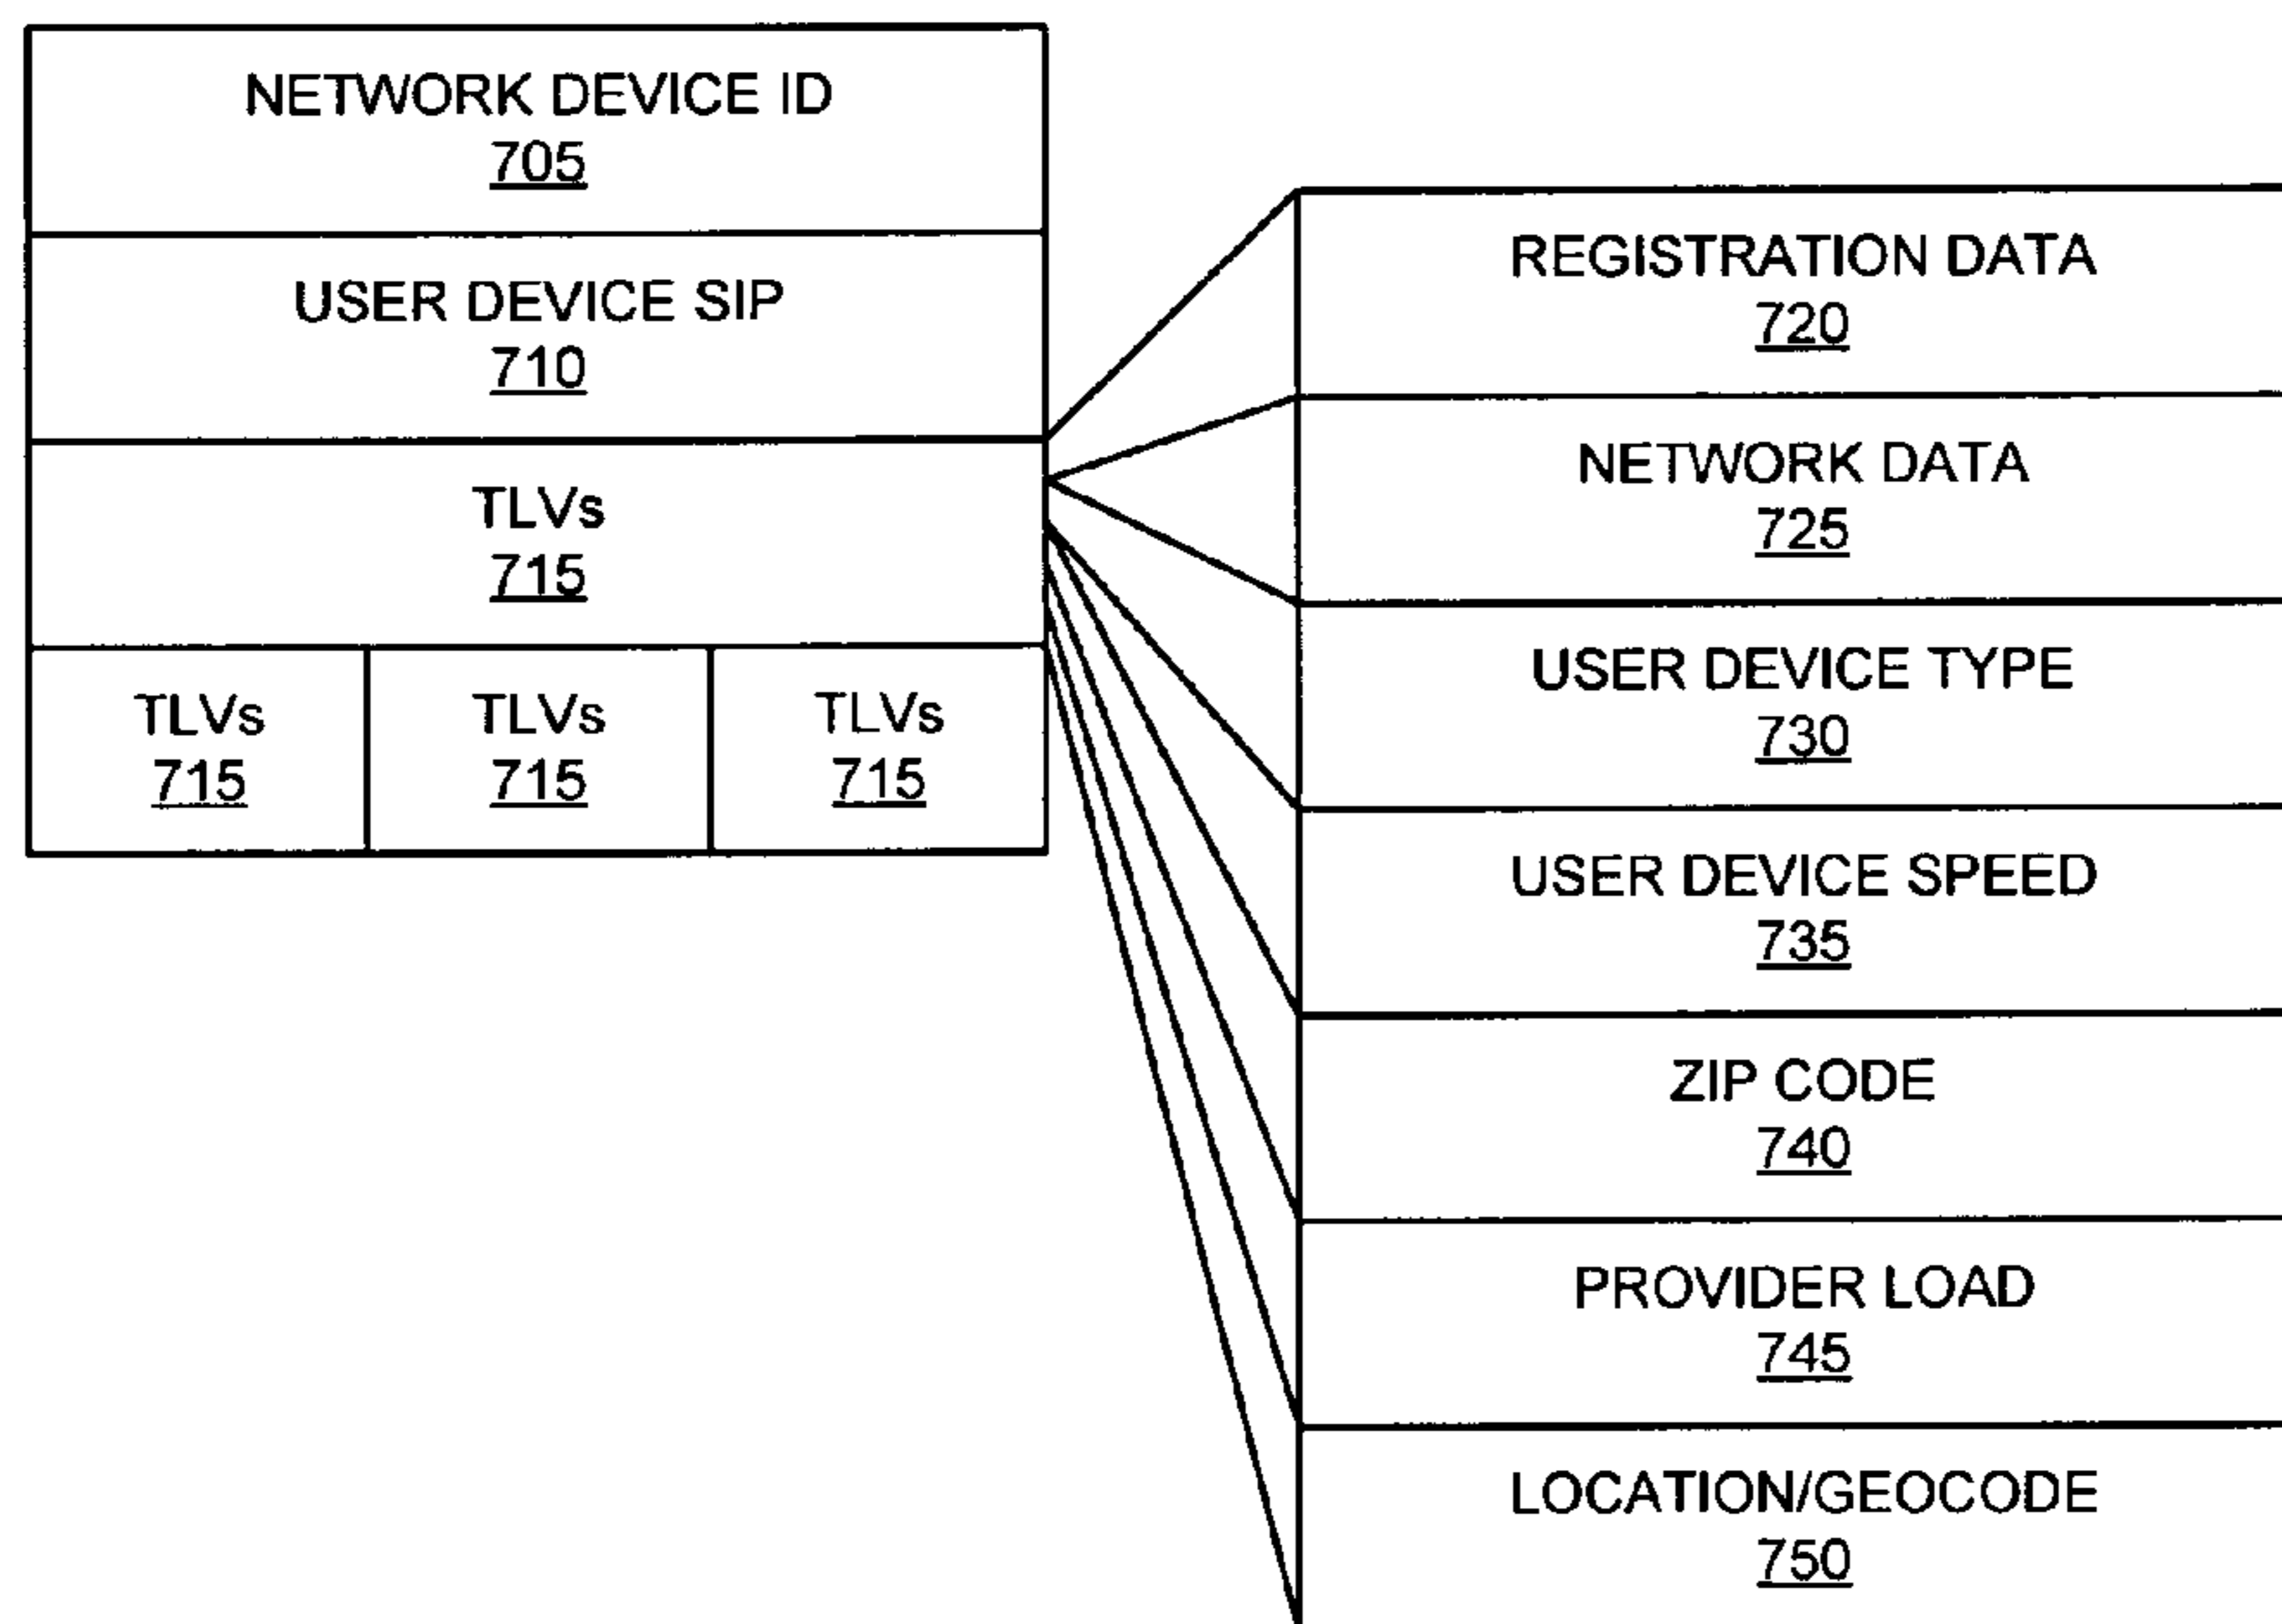 NETWORK DEVICE ID
705
USER DEVICE SIP
710
TLVs
715
TLVs
715
TLVs
715
TLVs
715
REGISTRATION DATA
720
NETWORK DATA
725
USER DEVICE TYPE
730
USER DEVICE SPEED
735
ZIP CODE
740
PROVIDER LOAD
745
LOCATION/GEOCODE
750